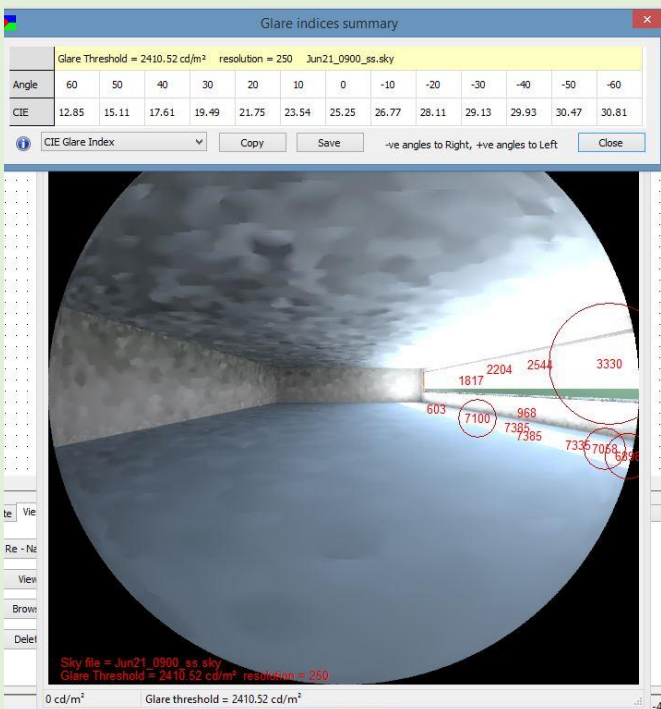 Glare indices summary
Glare Threshold = 2410.52 cd/m² resolution = 250 Jun21_0900_ss.sky
Angle 60 50 40 30 20 10 0 -10 -20 -30 -40 -50 -60
CIE 12.85 15.11 17.61 19.49 21.75 23.54 25.25 26.77 28.11 29.13 29.93 30.47 30.81
CIE Glare Index Copy Save -ve angles to Right, +ve angles to Left Close
2544 3330
2204
1817
603 968
7100
7385
7385
7335 7058
te Vie
Re - Na
View
Brows
Delet
Sky file = Jun21_0900_ss.sky
Glare Threshold = 2410.52 cd/m² resolution = 250
0 cd/m² Glare threshold = 2410.52 cd/m²